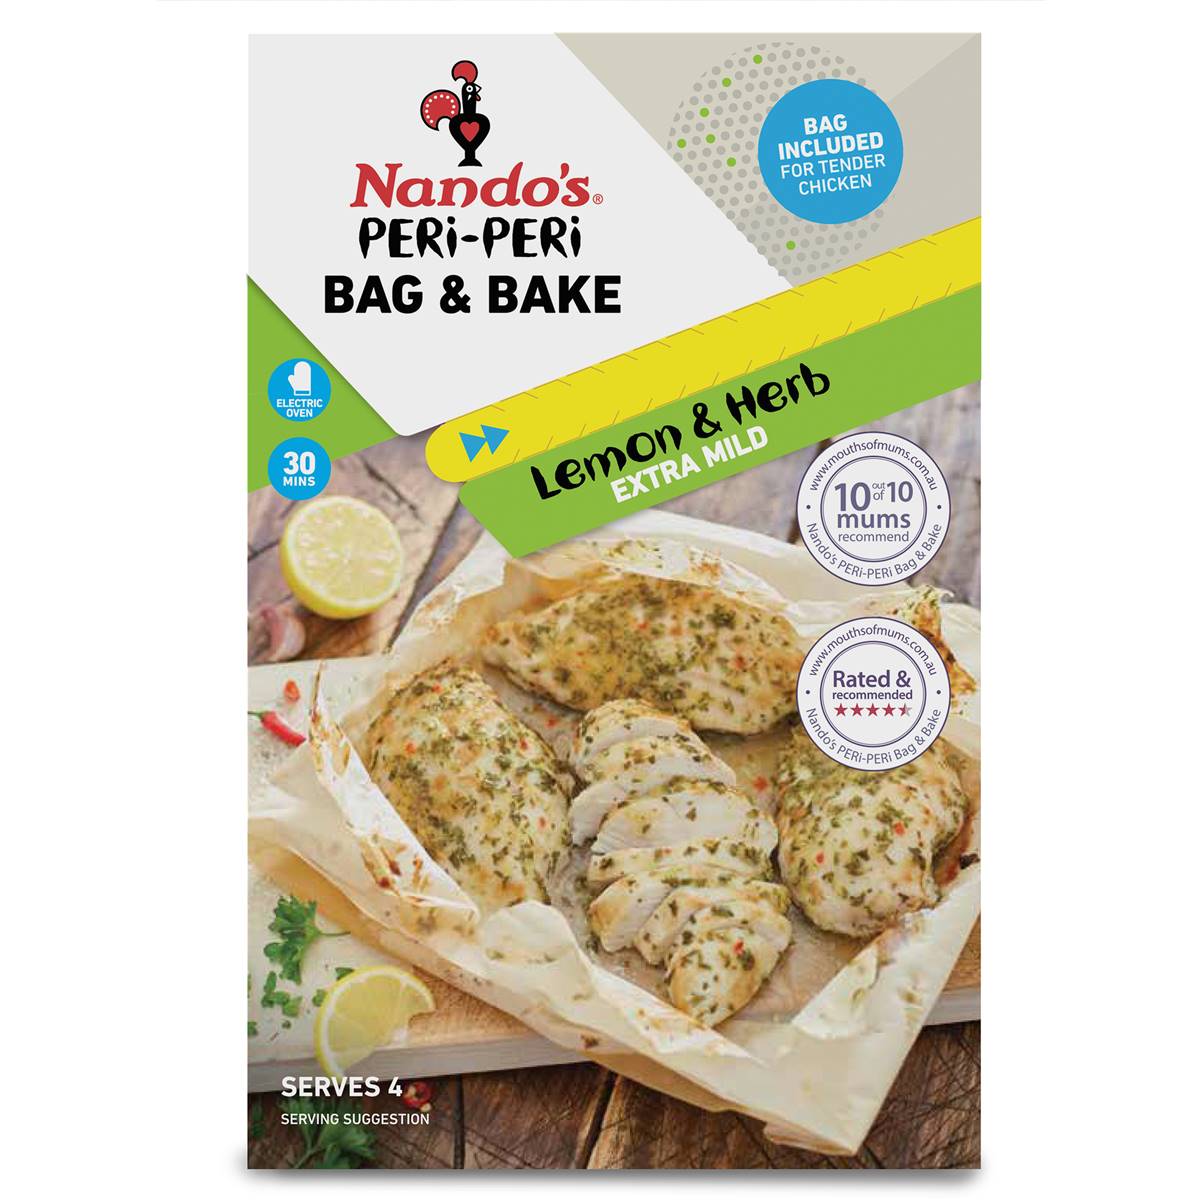 Nando's®
PERi-PERi
BAG & BAKE
BAG
INCLUDED
FOR TENDER
CHICKEN
ELECTRIC
OVEN
30
MINS
Lemon & Herb
EXTRA MILD
www.mouthsofmums.com.au
10 out of 10
mums
recommend
Nando's PERi-PERi Bag & Bake
www.mouthsofmums.com.au
Rated &
recommended
Nando's PERi-PERi Bag & Bake
SERVES 4
SERVING SUGGESTION